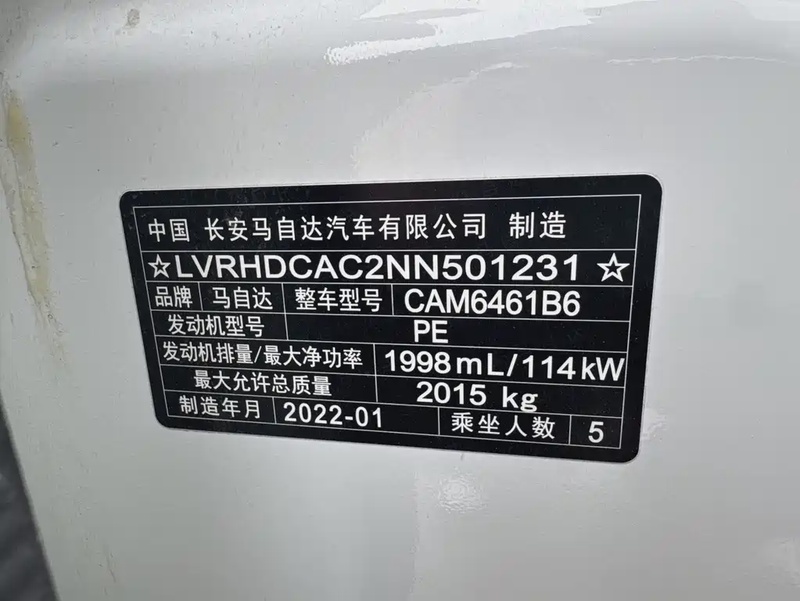 中国 长安马自达汽车有限公司 制造
☆LVRHDCAC2NN501231☆
品牌 马自达 整车型号 CAM6461B6
发动机型号 PE
发动机排量/最大净功率 1998mL/114kW
最大允许总质量 2015 kg
制造年月 2022-01 乘坐人数 5